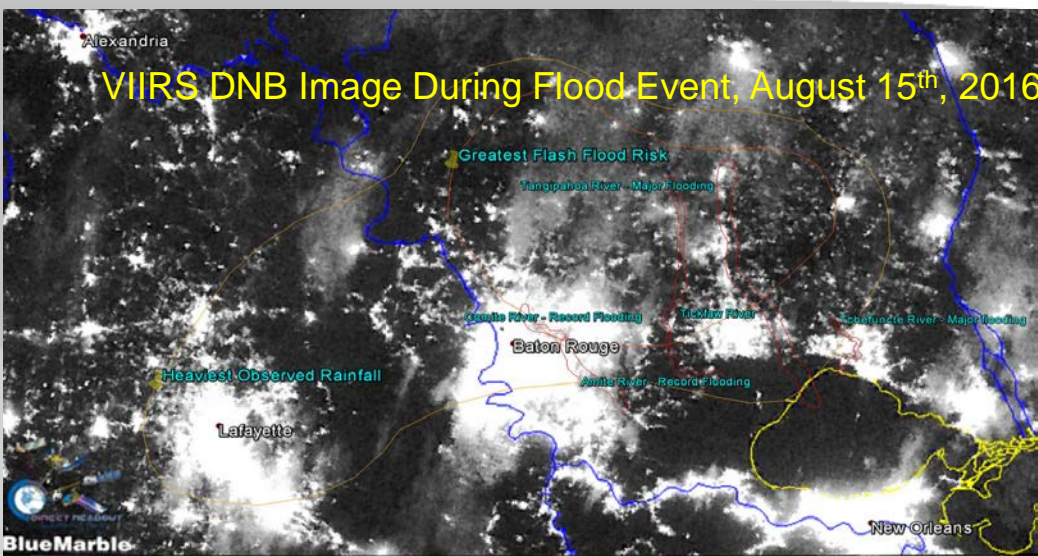 Alexandria
VIIRS DNB Image During Flood Event, August 15th, 2016
Greatest Flash Flood Risk
Tangipahoa River - Major Flooding
Comite River - Record Flooding
Tickfaw River
Tchefuncte River - Major flooding
Baton Rouge
Heaviest Observed Rainfall
Amite River - Record Flooding
Lafayette
DIRECT READOUT
New Orleans
BlueMarble